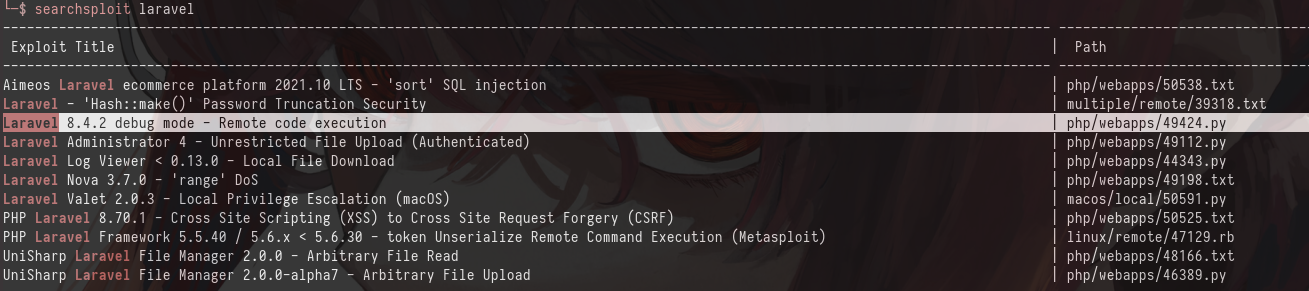 └─$ searchsploit laravel
Exploit Title | Path
Aimeos Laravel ecommerce platform 2021.10 LTS - 'sort' SQL injection | php/webapps/50538.txt
Laravel - 'Hash::make()' Password Truncation Security | multiple/remote/39318.txt
Laravel 8.4.2 debug mode - Remote code execution | php/webapps/49424.py
Laravel Administrator 4 - Unrestricted File Upload (Authenticated) | php/webapps/49112.py
Laravel Log Viewer < 0.13.0 - Local File Download | php/webapps/44343.py
Laravel Nova 3.7.0 - 'range' DoS | php/webapps/49198.txt
Laravel Valet 2.0.3 - Local Privilege Escalation (macOS) | macos/local/50591.py
PHP Laravel 8.70.1 - Cross Site Scripting (XSS) to Cross Site Request Forgery (CSRF) | php/webapps/50525.txt
PHP Laravel Framework 5.5.40 / 5.6.x < 5.6.30 - token Unserialize Remote Command Execution (Metasploit) | linux/remote/47129.rb
UniSharp Laravel File Manager 2.0.0 - Arbitrary File Read | php/webapps/48166.txt
UniSharp Laravel File Manager 2.0.0-alpha7 - Arbitrary File Upload | php/webapps/46389.py